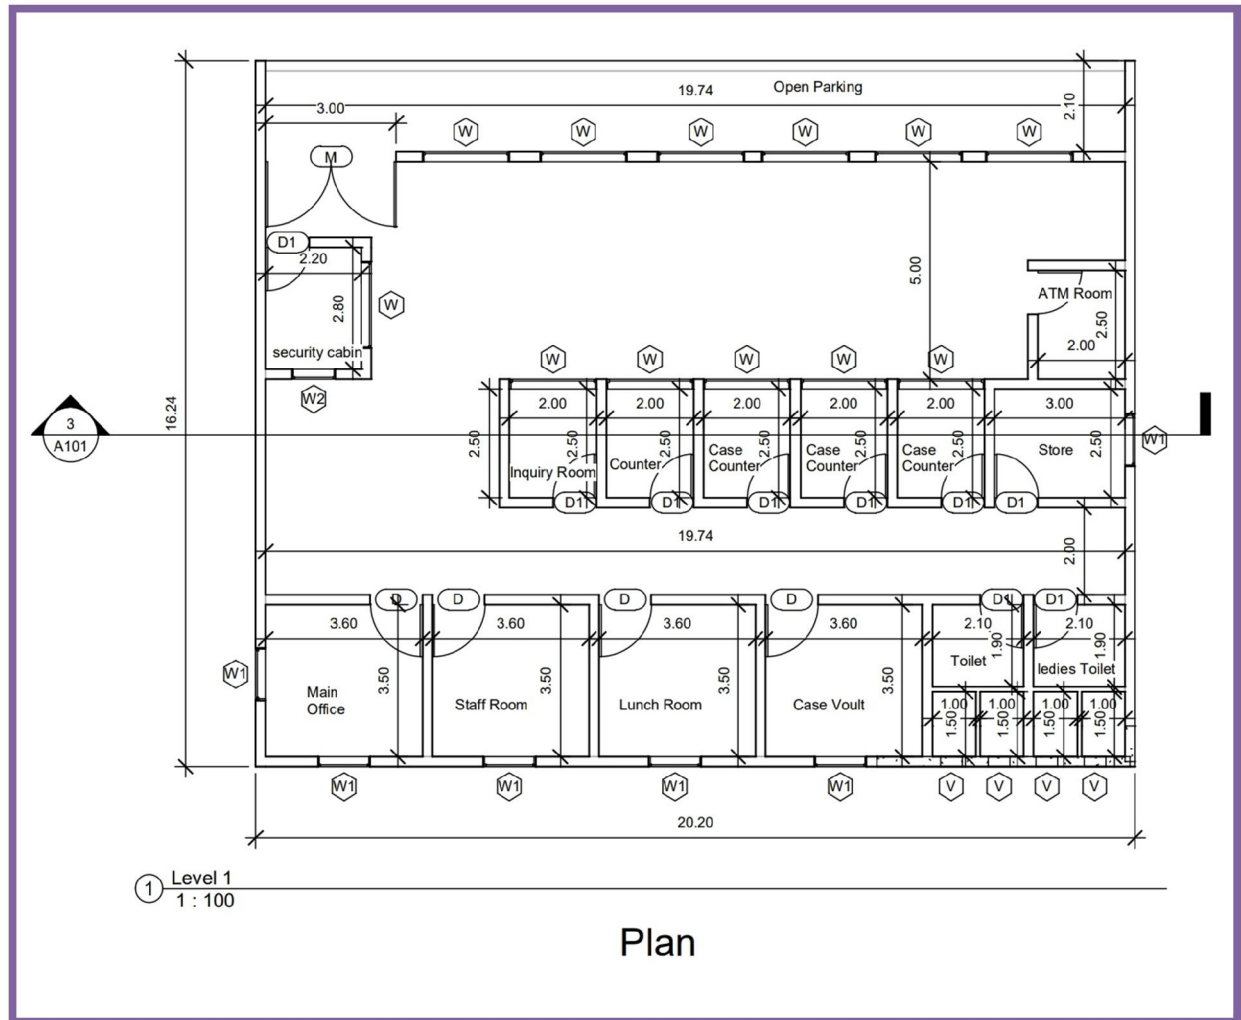 Open Parking
19.74
3.00
2.10
W W W W W W
M
D1
2.20
5.00
ATM Room
2.80
W
2.50
security cabin
2.00
W W W W W
W2
16.24
3
A101
2.00 2.00 2.00 2.00 2.00 3.00
2.50
2.50 2.50 2.50 2.50 2.50 2.50
W1
Inquiry Room
Counter
Case
Counter
Case
Counter
Case
Counter
Store
D1 D1 D1 D1 D1 D1
19.74
2.00
D D D D D1 D1
3.60 3.60 3.60 3.60 2.10 2.10
1.90 1.90
Toilet
ledies Toilet
W1
3.50 3.50 3.50 3.50
Main
Office
Staff Room
Lunch Room
Case Voult
1.00 1.00 1.00 1.00
1.50 1.50 1.50 1.50
W1 W1 W1 W1 V V V V
20.20
1
Level 1
1 : 100
Plan